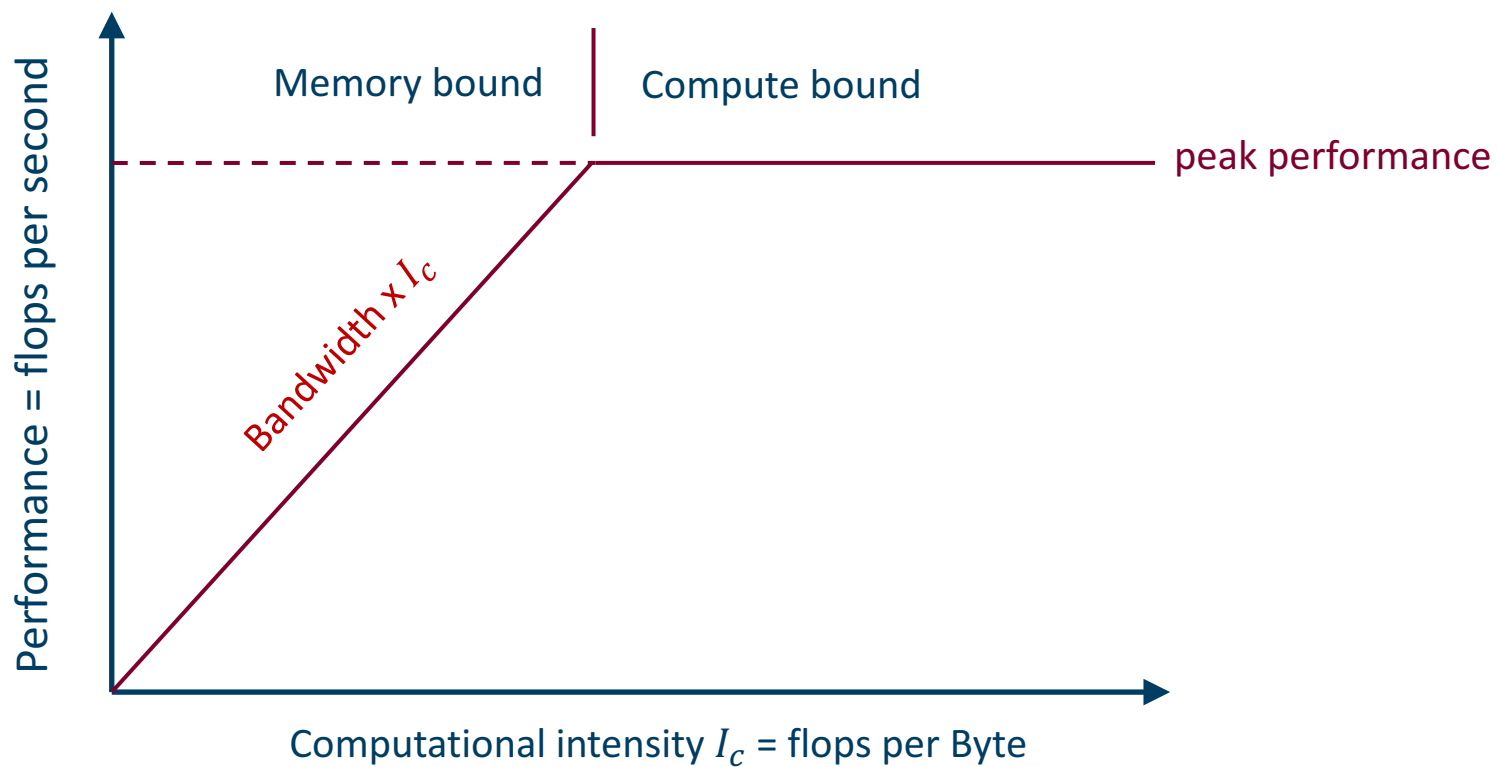 Memory bound
Compute bound
peak performance
Performance = flops per second
Bandwidth x I_c
Computational intensity I_c = flops per Byte